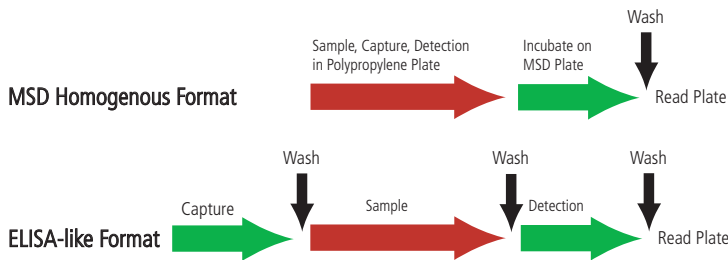 Wash
Sample, Capture, Detection
in Polypropylene Plate
Incubate on
MSD Plate
MSD Homogenous Format
Read Plate
Wash
Wash
Wash
Capture
Sample
Detection
ELISA-like Format
Read Plate